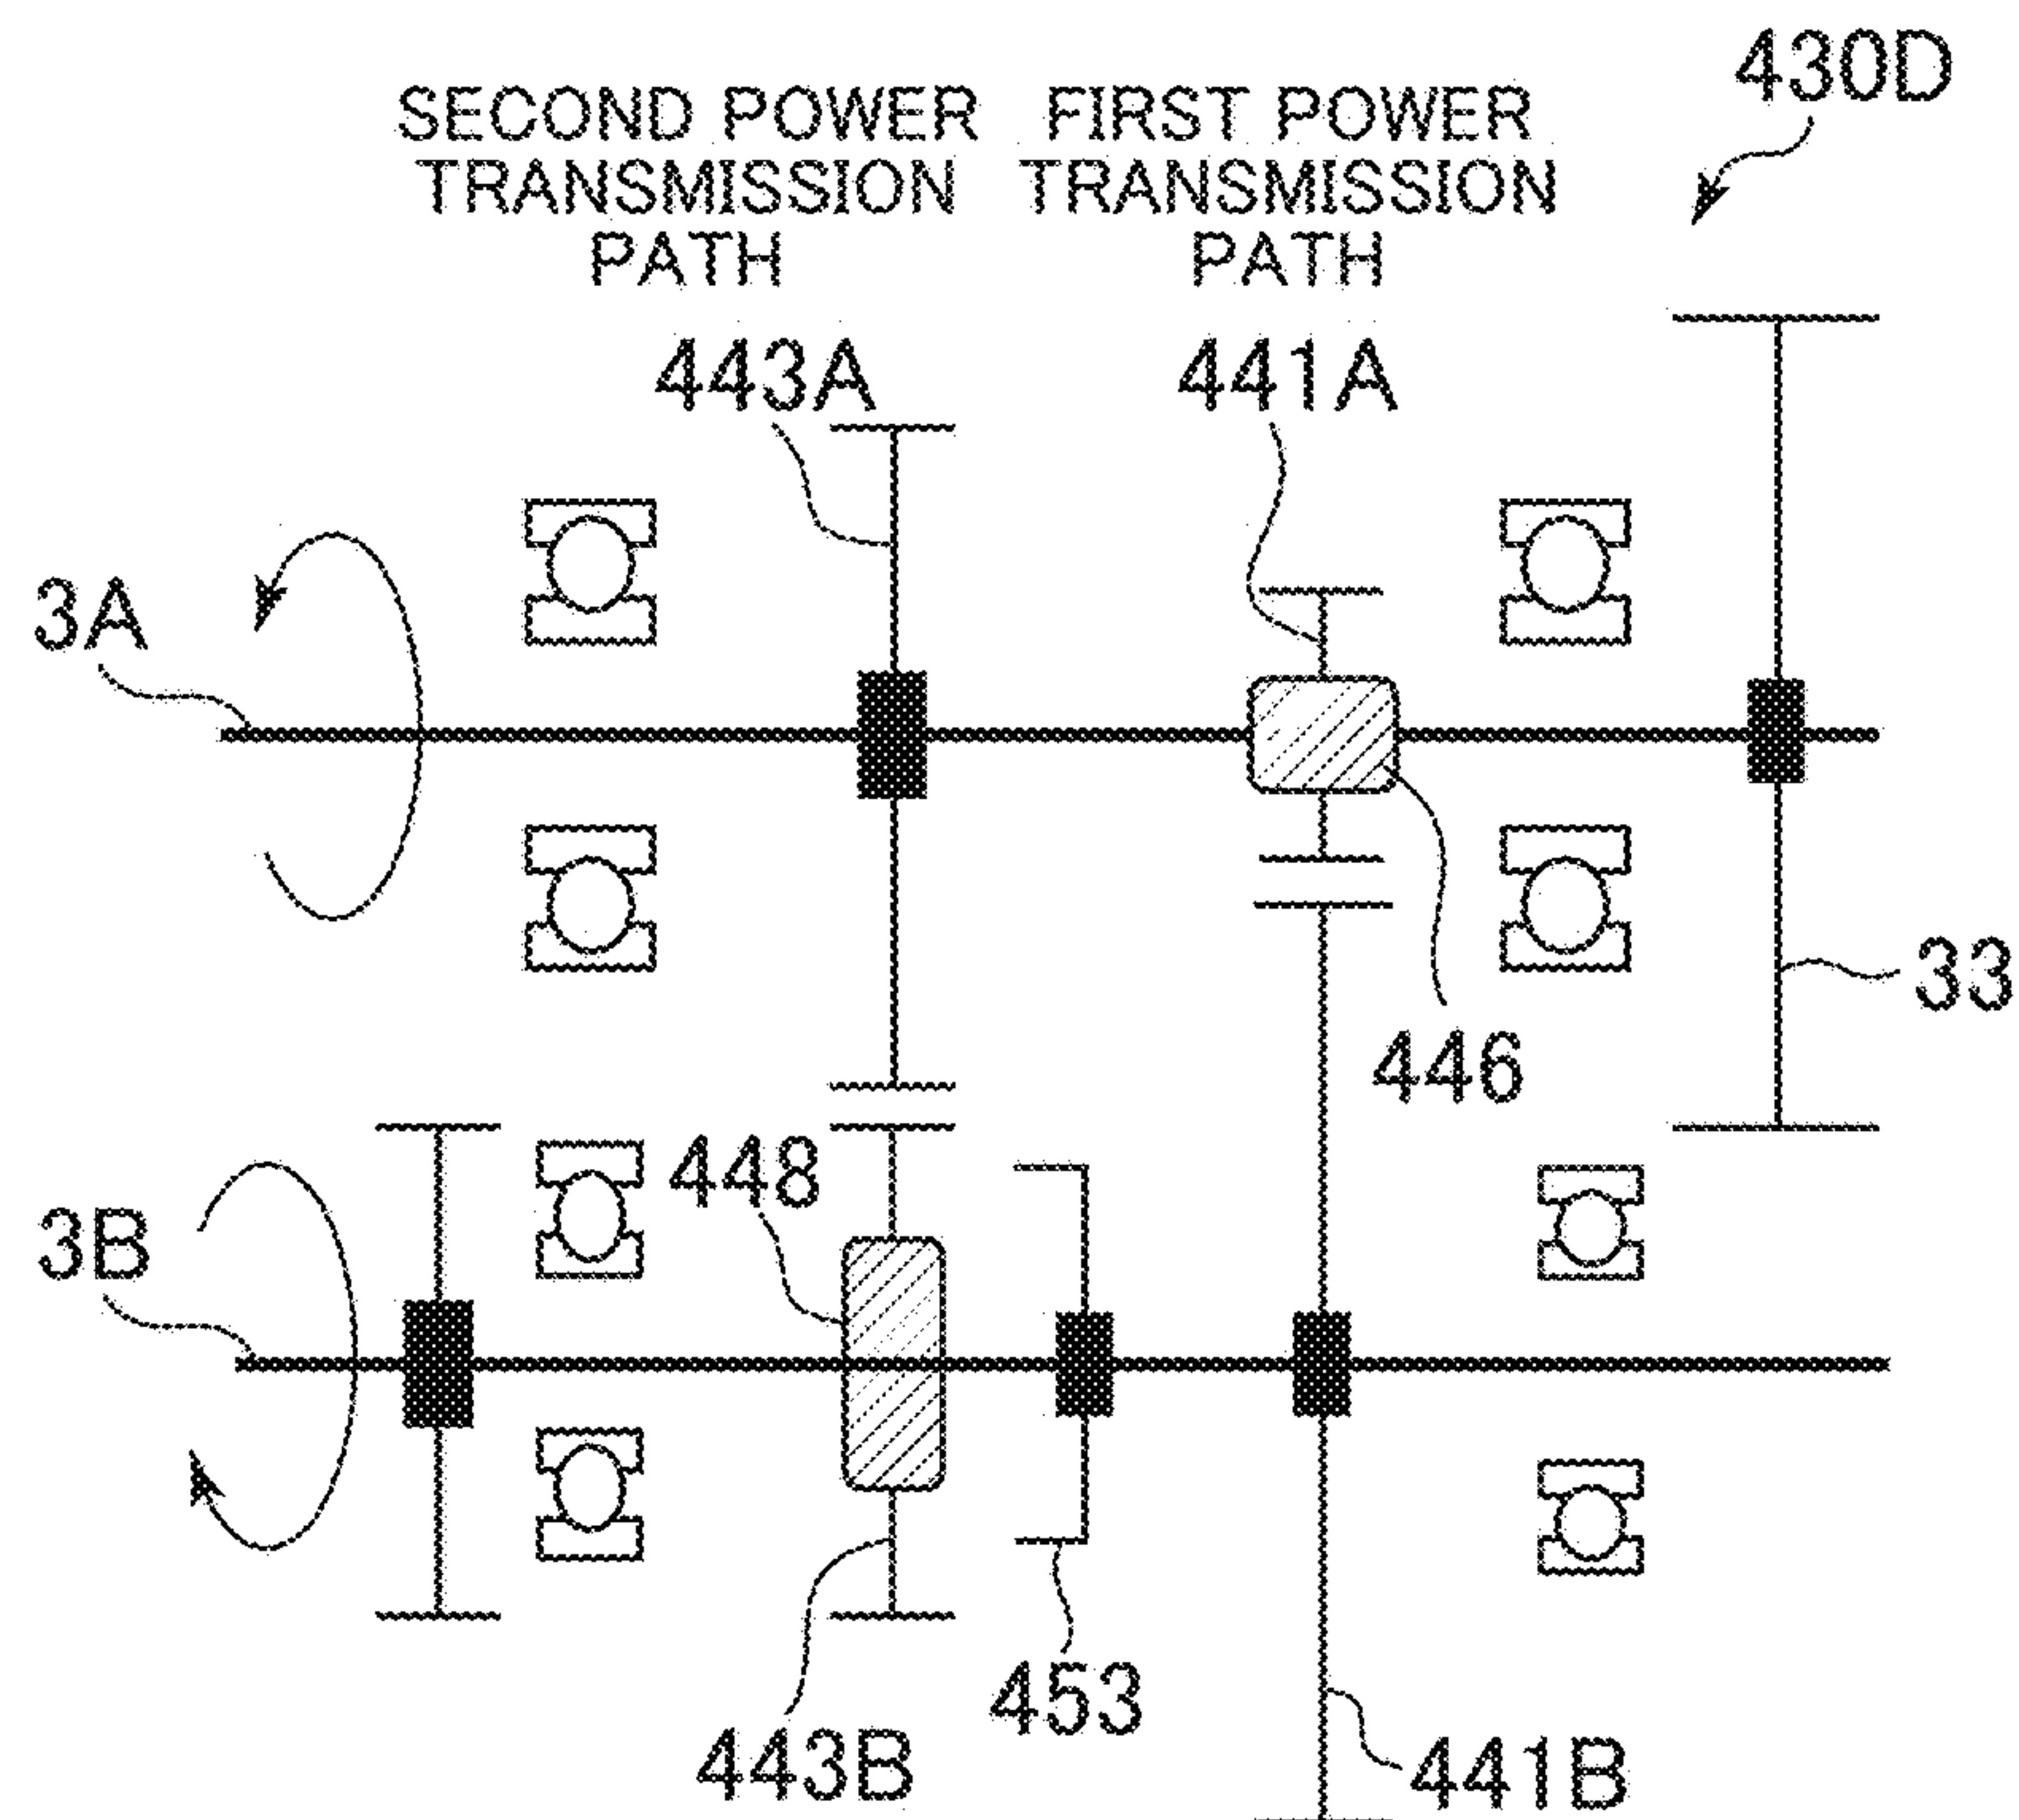 430D
SECOND POWER
TRANSMISSION
PATH
FIRST POWER
TRANSMISSION
PATH
443A
441A
3A
33
446
448
3B
453
443B
441B